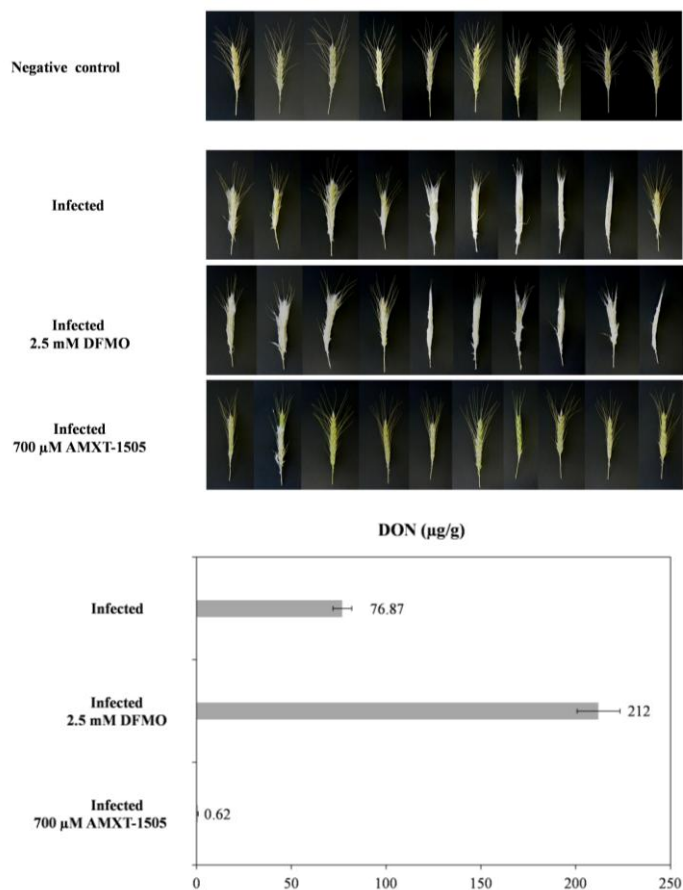 Negative control
Infected
Infected
2.5 mM DFMO
Infected
700 µM AMXT-1505
DON (µg/g)
Infected
76.87
Infected
2.5 mM DFMO
212
Infected
700 µM AMXT-1505
0.62
0
50
100
150
200
250